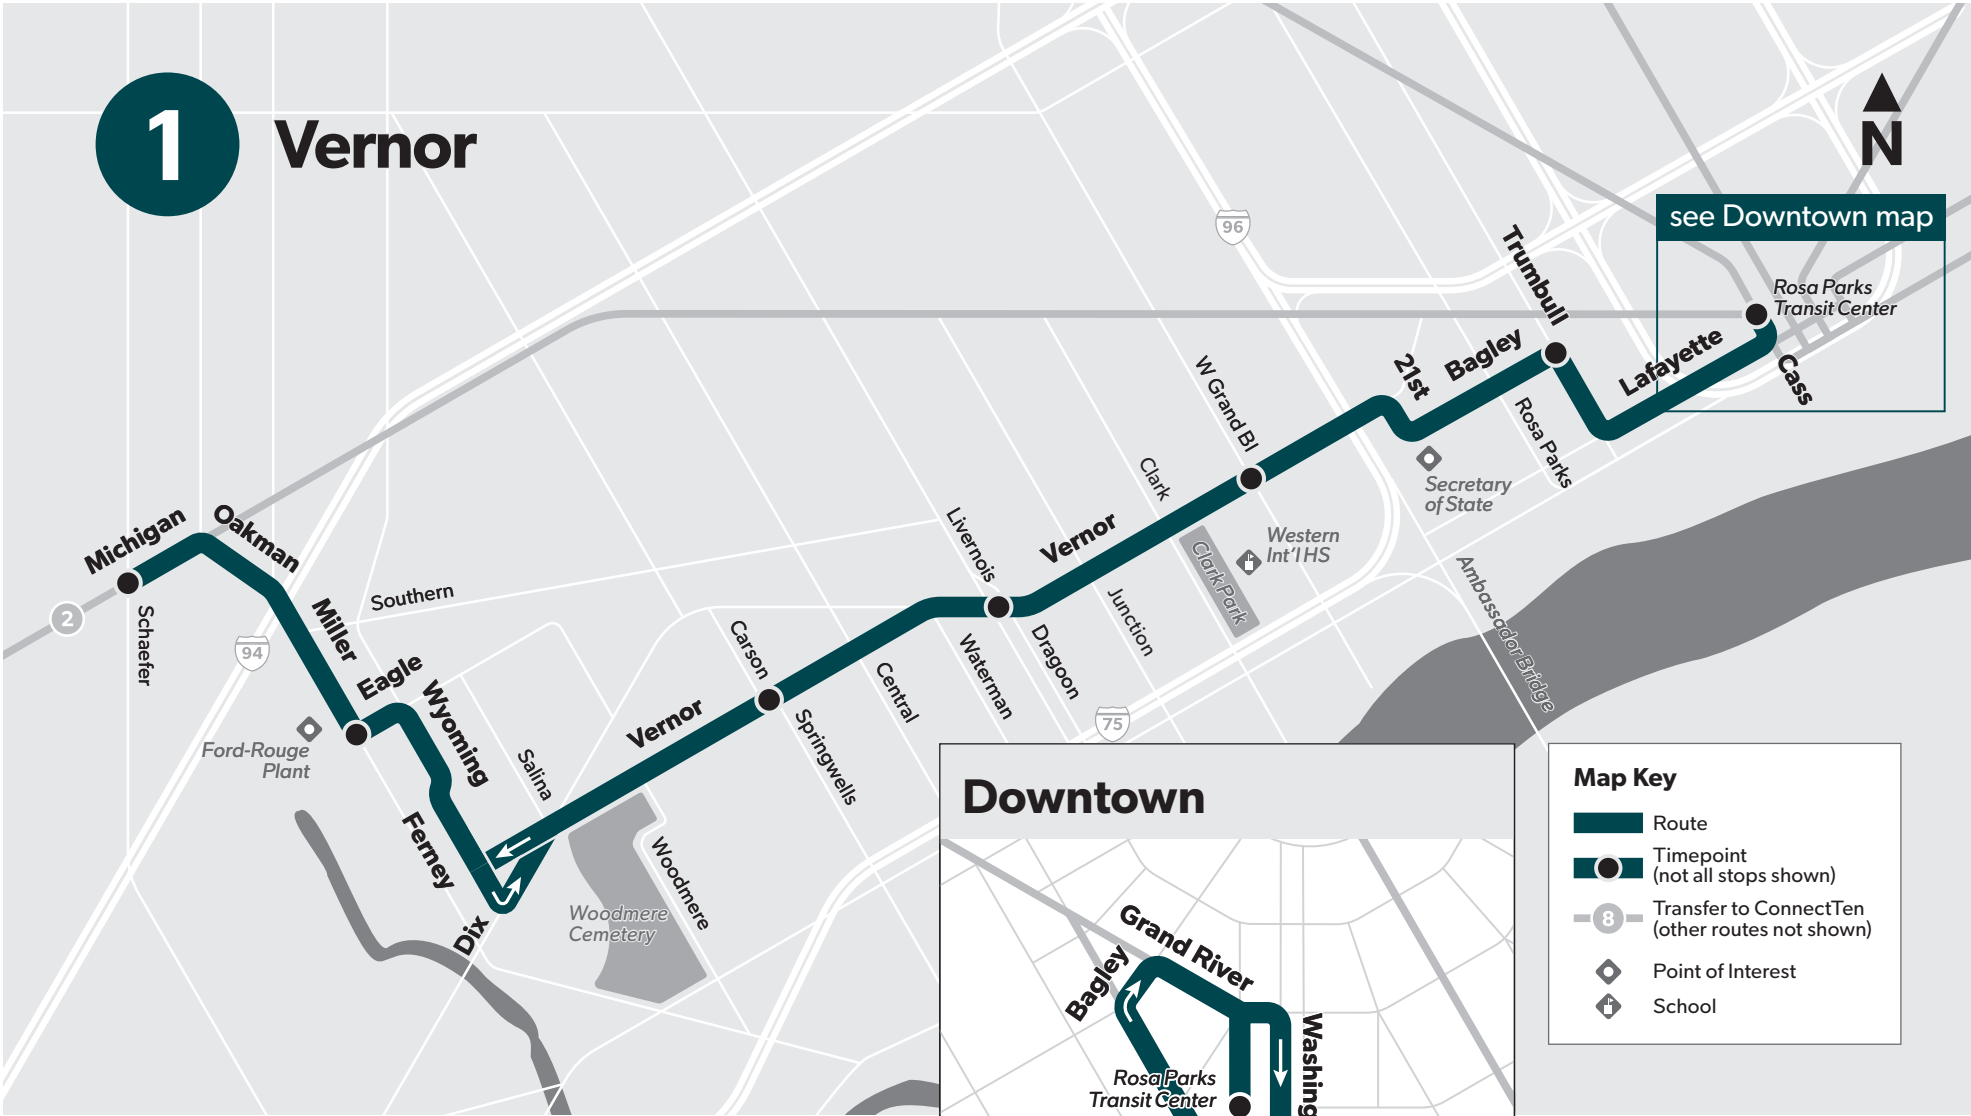 1
Vernor
N
see Downtown map
96
Trumbull
Rosa Parks
Transit Center
Lafayette
Cass
Bagley
21st
W Grand Bl
Rosa Parks
Secretary
of State
Clark
Vernor
Western
Int'l HS
Clark Park
Ambassador Bridge
Livernois
Junction
Dragoon
Waterman
75
Michigan
Oakman
Schaefer
2
94
Southern
Miller
Eagle
Wyoming
Ford-Rouge
Plant
Carson
Central
Vernor
Springwells
Salina
Ferney
Dix
Woodmere
Cemetery
Woodmere
Downtown
Grand River
Bagley
Washing
Rosa Parks
Transit Center
Map Key
Route
Timepoint
(not all stops shown)
8
Transfer to ConnectTen
(other routes not shown)
Point of Interest
School